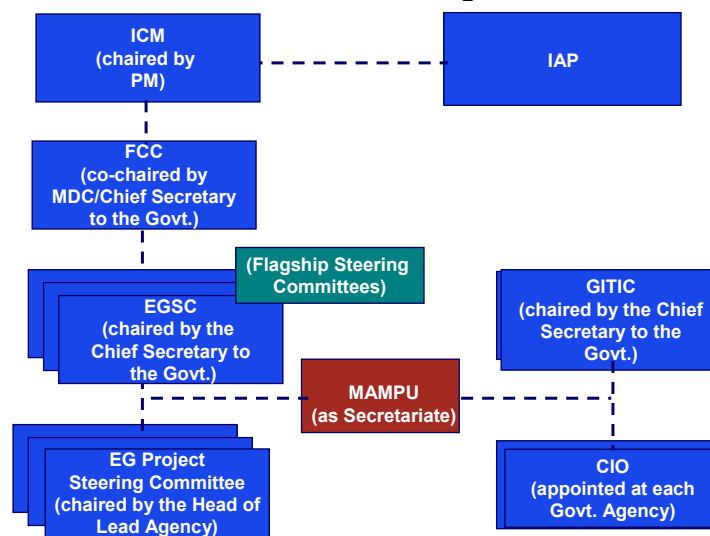 ICM
(chaired by
PM)
IAP
FCC
(co-chaired by
MDC/Chief Secretary
to the Govt.)
(Flagship Steering
Committees)
EGSC
(chaired by the
Chief Secretary to
the Govt.)
GITIC
(chaired by the Chief
Secretary to the
Govt.)
MAMPU
(as Secretariate)
EG Project
Steering Committee
(chaired by the Head of
Lead Agency)
CIO
(appointed at each
Govt. Agency)